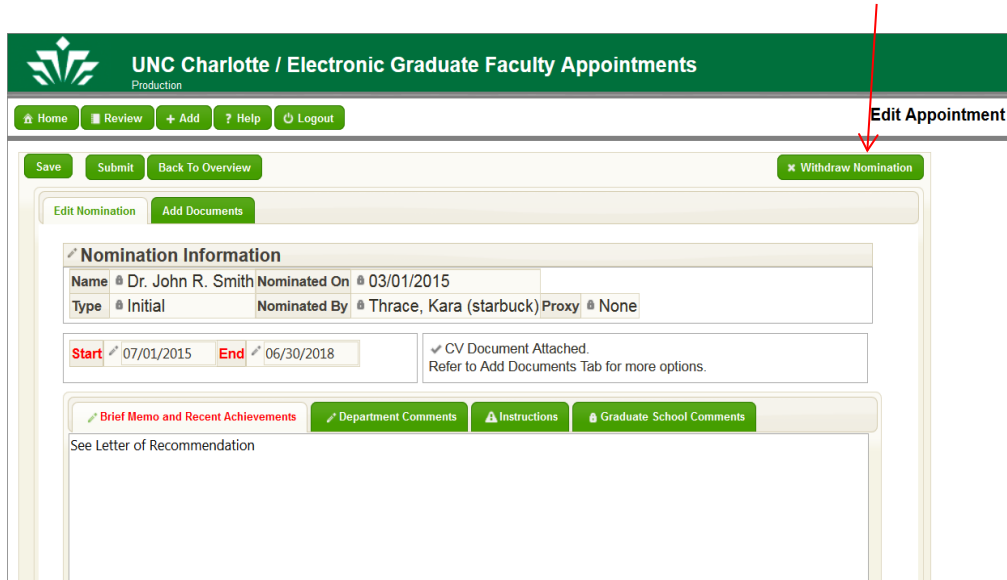 UNC Charlotte / Electronic Graduate Faculty Appointments
Production
Home Review + Add ? Help Logout Edit Appointment
Save Submit Back To Overview Withdraw Nomination
Edit Nomination Add Documents
Nomination Information
Name Dr. John R. Smith Nominated On 03/01/2015
Type Initial Nominated By Thrace, Kara (starbuck) Proxy None
Start 07/01/2015 End 06/30/2018 CV Document Attached.
Refer to Add Documents Tab for more options.
Brief Memo and Recent Achievements Department Comments Instructions Graduate School Comments
See Letter of Recommendation